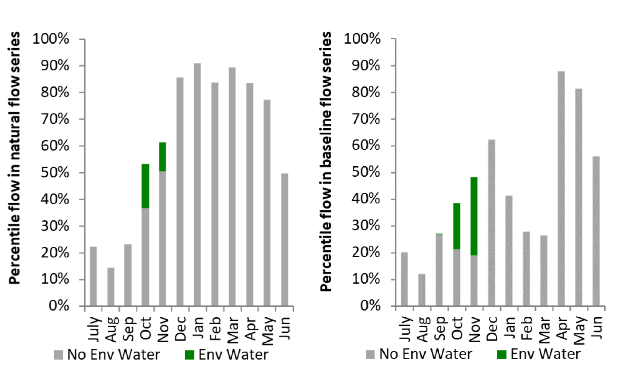 Percentile flow in natural flow series
100%
90%
80%
70%
60%
50%
40%
30%
20%
10%
0%
July
Aug
Sep
Oct
Nov
Dec
Jan
Feb
Mar
Apr
May
Jun
No Env Water
Env Water
Percentile flow in baseline flow series
100%
90%
80%
70%
60%
50%
40%
30%
20%
10%
0%
July
Aug
Sep
Oct
Nov
Dec
Jan
Feb
Mar
Apr
May
Jun
No Env Water
Env Water